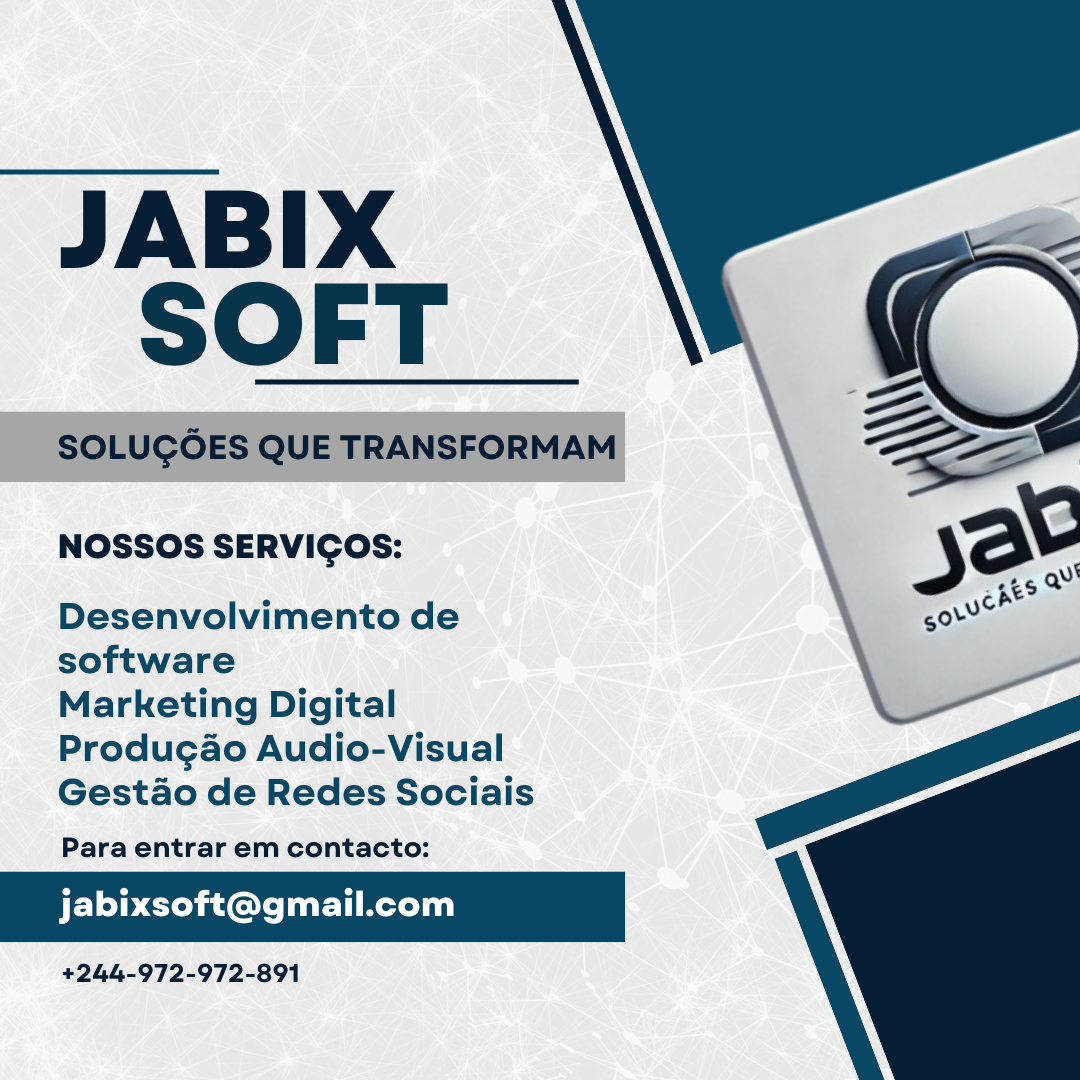 JABIX
SOFT
SOLUÇÕES QUE TRANSFORMAM
NOSSOS SERVIÇOS:
Desenvolvimento de
software
Marketing Digital
Produção Audio-Visual
Gestão de Redes Sociais
Para entrar em contacto:
jabixsoft@gmail.com
+244-972-972-891
Jab
SOLUCÁÉS QUE